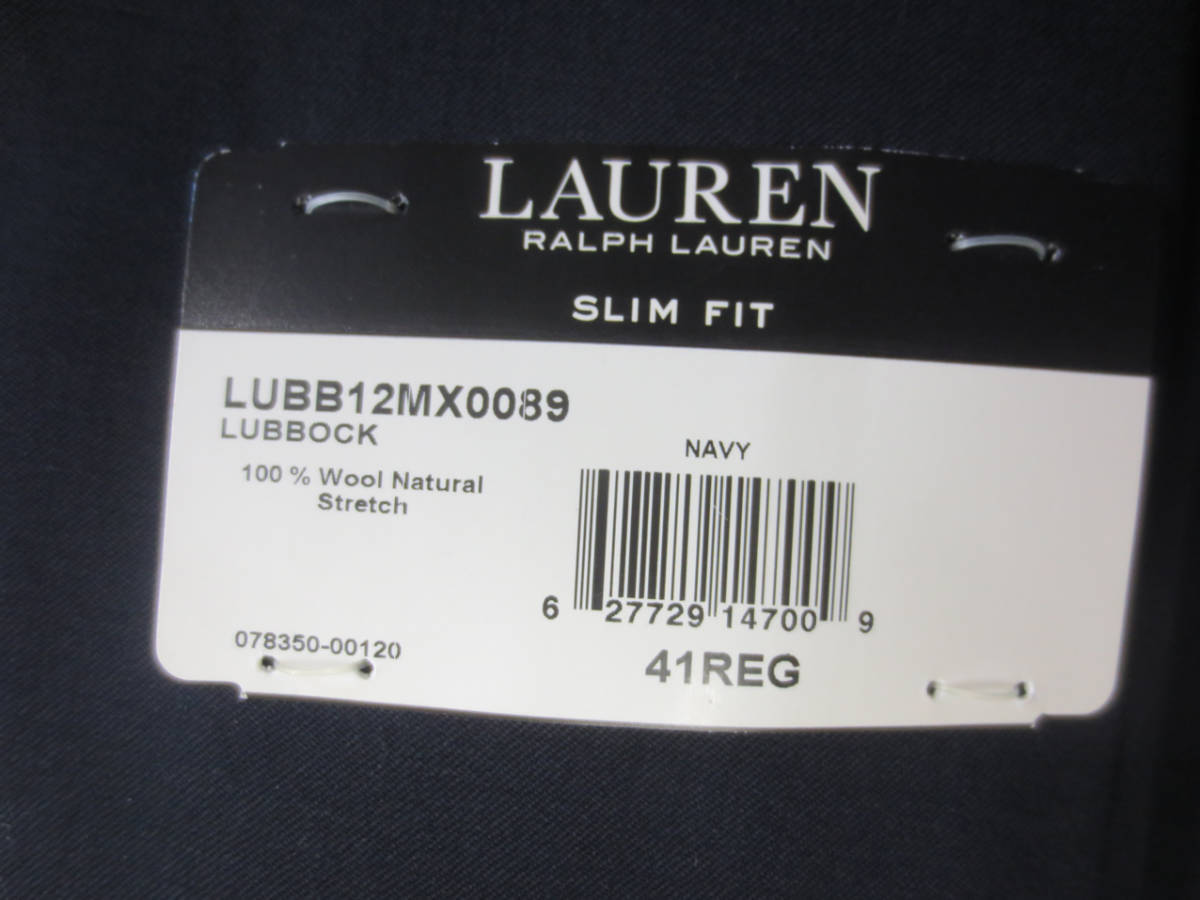 LAUREN
RALPH LAUREN
SLIM FIT
LUBB12MX0089
LUBBOCK
100 % Wool Natural
Stretch
NAVY
6 27729 14700 9
078350-00120
41REG